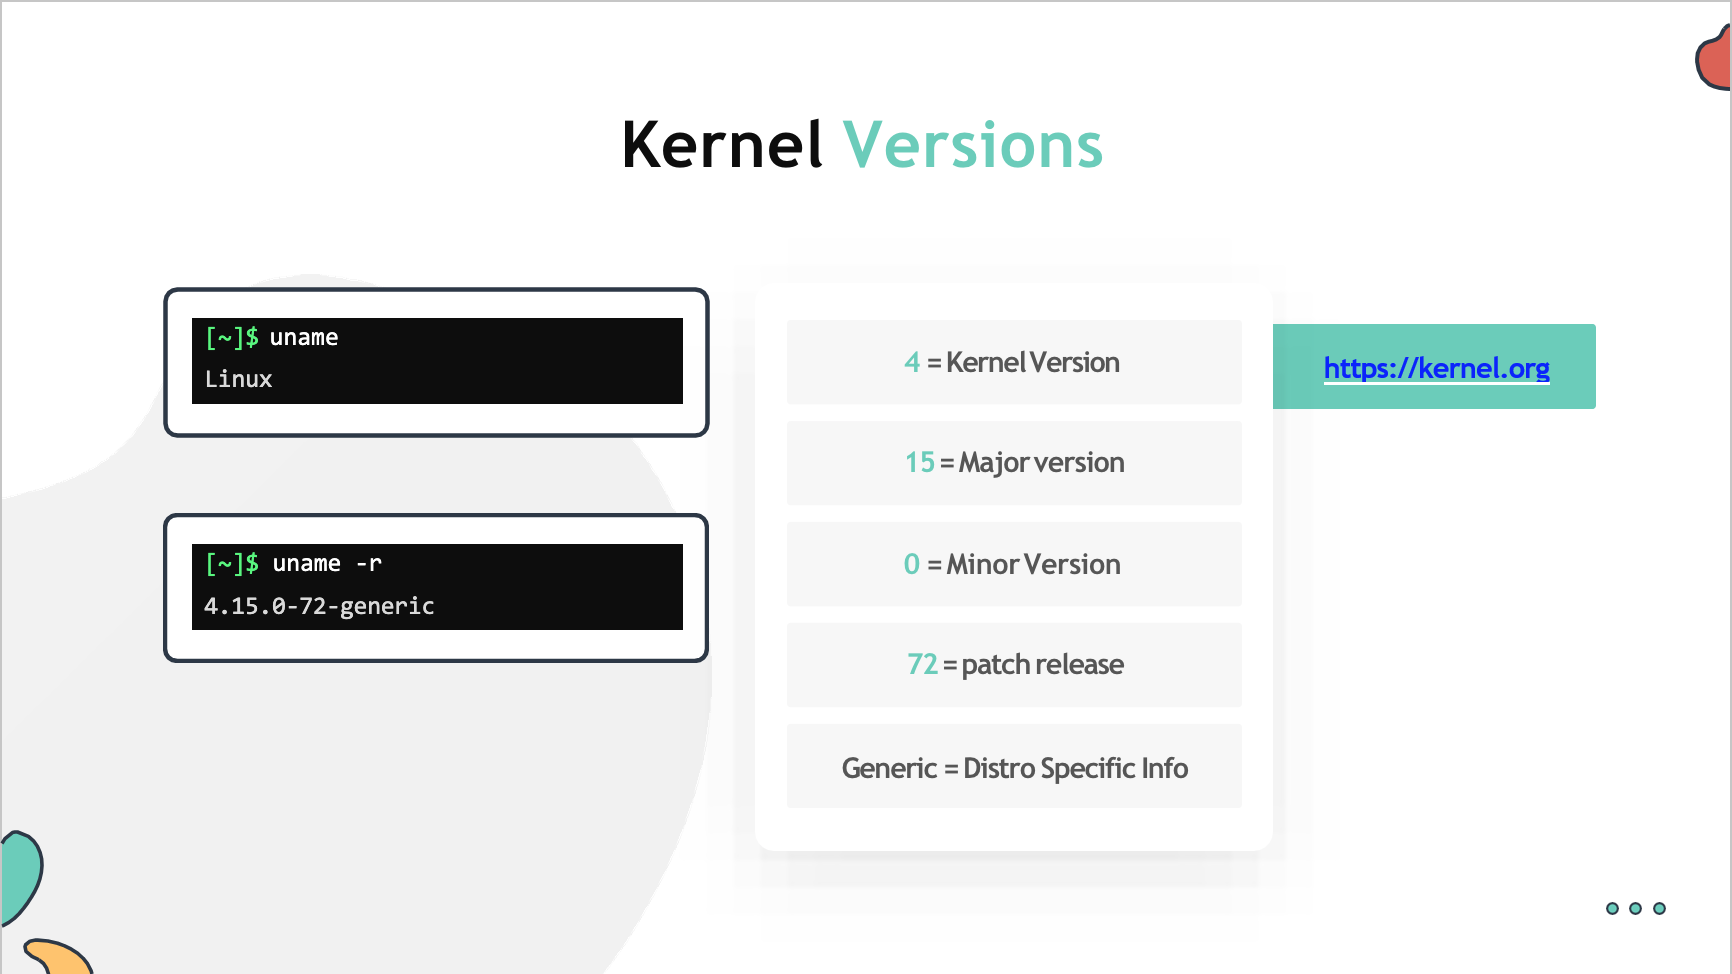 Kernel Versions
[~]$ uname
Linux
[~]$ uname -r
4.15.0-72-generic
4 = Kernel Version
15 = Major version
0 = Minor Version
72 = patch release
Generic = Distro Specific Info
https://kernel.org